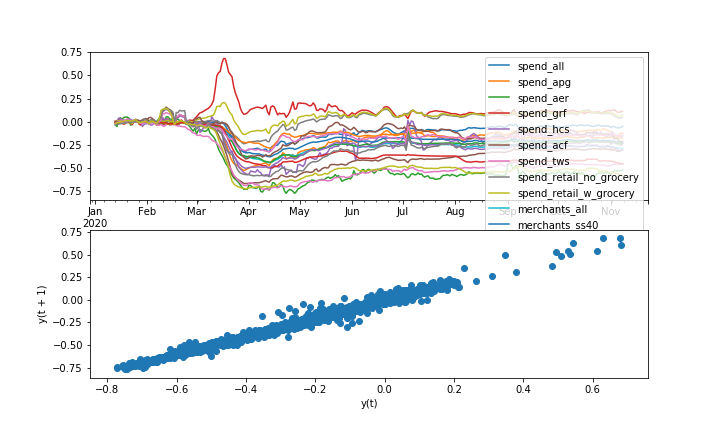 0.75
0.50
0.25
0.00
−0.25
−0.50
−0.75
Jan
2020
Feb
Mar
Apr
May
Jun
Jul
Aug
Sep
Oct
Nov
spend_all
spend_apg
spend_aer
spend_grf
spend_hcs
spend_acf
spend_tws
spend_retail_no_grocery
spend_retail_w_grocery
merchants_all
merchants_ss40
0.75
0.50
0.25
0.00
−0.25
−0.50
−0.75
y(t + 1)
−0.8
−0.6
−0.4
−0.2
0.0
0.2
0.4
0.6
y(t)